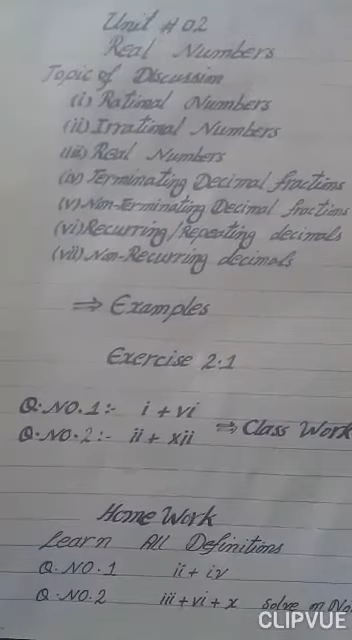 Unit # 02
Real Numbers
Topic of Discussion
(i) Rational Numbers
(ii) Irrational Numbers
(iii) Real Numbers
(iv) Terminating Decimal fractions
(v) Non-Terminating Decimal fractions
(vi) Recurring/Repeating decimals
(vii) Non-Recurring decimals
⇒ Examples
Exercise 2.1
Q.NO.1:- i + vi
Q.NO.2:- ii + xii ⇒ Class Work
Home Work
Learn All Definitions
Q.NO.1 ii + iv
Q.NO.2 iii + vi + x solve in No
CLIPVUE